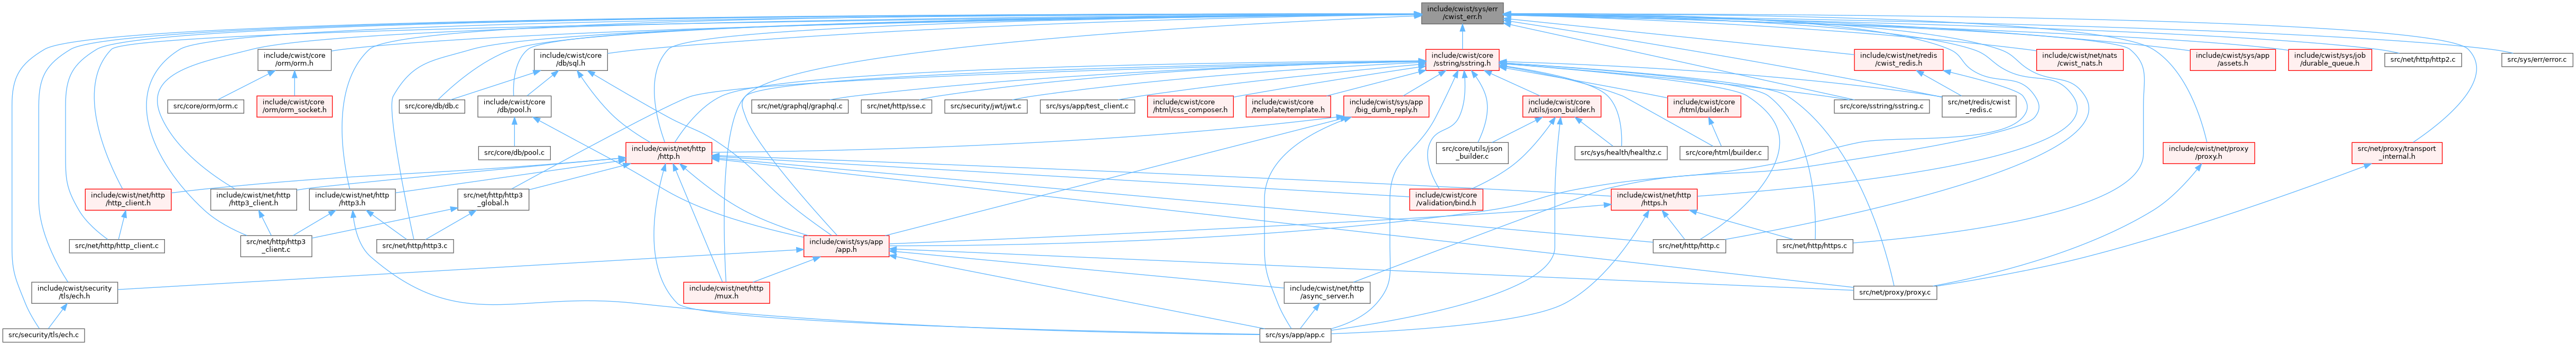 include/cwist/sys/err
/cwist_err.h
include/cwist/core
/orm/orm.h
include/cwist/core
/db/sql.h
include/cwist/core
/sstring/sstring.h
include/cwist/net/redis
/cwist_redis.h
include/cwist/net/nats
/cwist_nats.h
include/cwist/sys/app
/assets.h
include/cwist/sys/job
/durable_queue.h
src/net/http/http2.c
src/sys/err/error.c
src/core/orm/orm.c
include/cwist/core
/orm/orm_socket.h
src/core/db/db.c
include/cwist/core
/db/pool.h
src/net/graphql/graphql.c
src/net/http/sse.c
src/security/jwt/jwt.c
src/sys/app/test_client.c
include/cwist/core
/html/css_composer.h
include/cwist/core
/template/template.h
include/cwist/sys/app
/big_dumb_reply.h
include/cwist/core
/utils/json_builder.h
include/cwist/core
/html/builder.h
src/core/sstring/sstring.c
src/net/redis/cwist
_redis.c
src/core/db/pool.c
include/cwist/net/http
/http.h
src/core/utils/json
_builder.c
src/sys/health/healthz.c
src/core/html/builder.c
include/cwist/net/proxy
/proxy.h
src/net/proxy/transport
_internal.h
include/cwist/net/http
/http_client.h
include/cwist/net/http
/http3_client.h
include/cwist/net/http
/http3.h
src/net/http/http3
_global.h
include/cwist/core
/validation/bind.h
include/cwist/net/http
/https.h
src/net/http/http_client.c
src/net/http/http3
_client.c
src/net/http/http3.c
include/cwist/sys/app
/app.h
src/net/http/http.c
src/net/http/https.c
include/cwist/security
/tls/ech.h
include/cwist/net/http
/mux.h
include/cwist/net/http
/async_server.h
src/net/proxy/proxy.c
src/security/tls/ech.c
src/sys/app/app.c